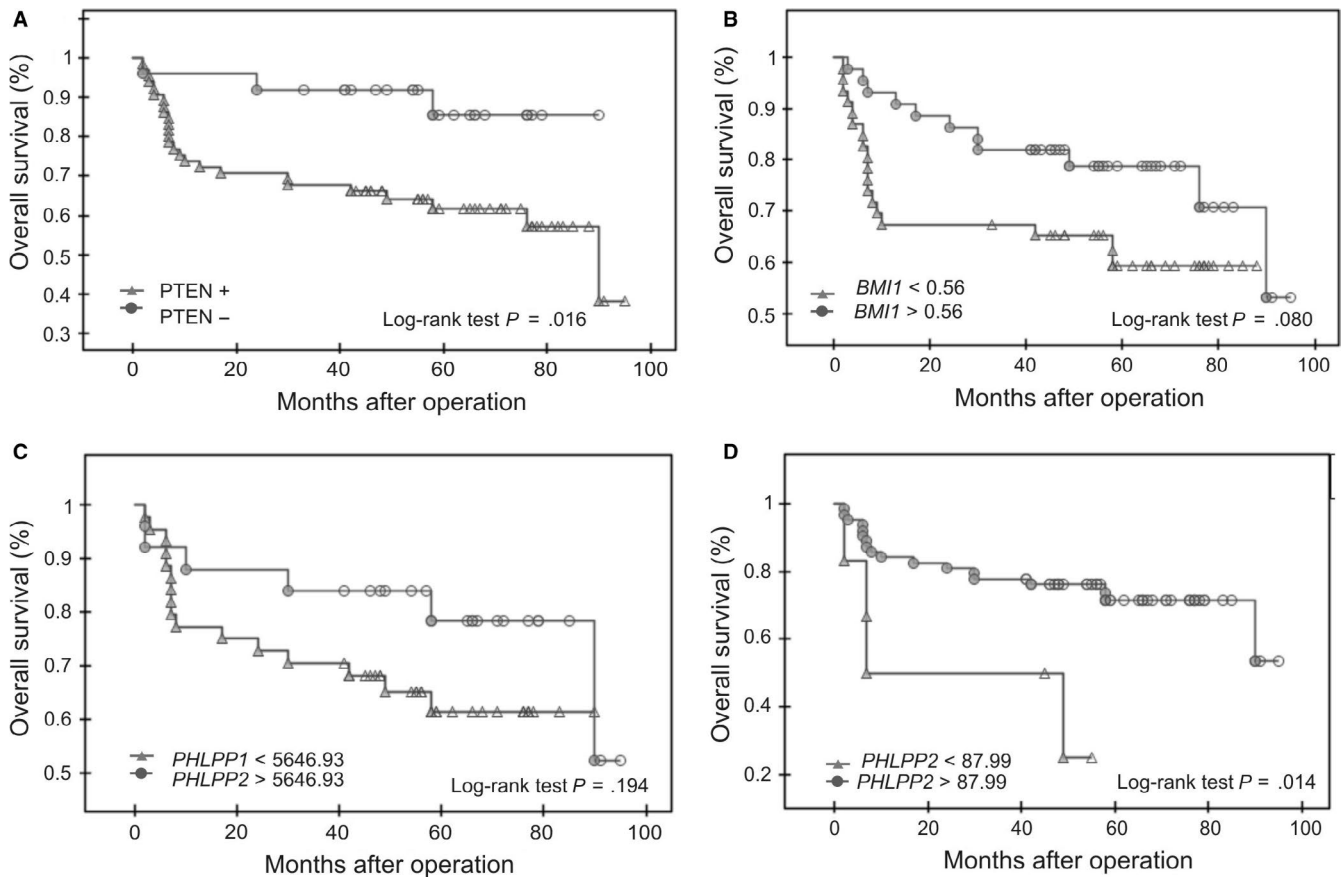 A
Overall survival (%)
1
0.9
0.8
0.7
0.6
0.5
0.4
0.3
PTEN +
PTEN –
Log-rank test P = .016
0 20 40 60 80 100
Months after operation
B
Overall survival (%)
1
0.9
0.8
0.7
0.6
0.5
BMI1 < 0.56
BMI1 > 0.56
Log-rank test P = .080
0 20 40 60 80 100
Months after operation
C
Overall survival (%)
1
0.9
0.8
0.7
0.6
0.5
PHLPP1 < 5646.93
PHLPP2 > 5646.93
Log-rank test P = .194
0 20 40 60 80 100
Months after operation
D
Overall survival (%)
1
0.8
0.6
0.4
0.2
PHLPP2 < 87.99
PHLPP2 > 87.99
Log-rank test P = .014
0 20 40 60 80 100
Months after operation